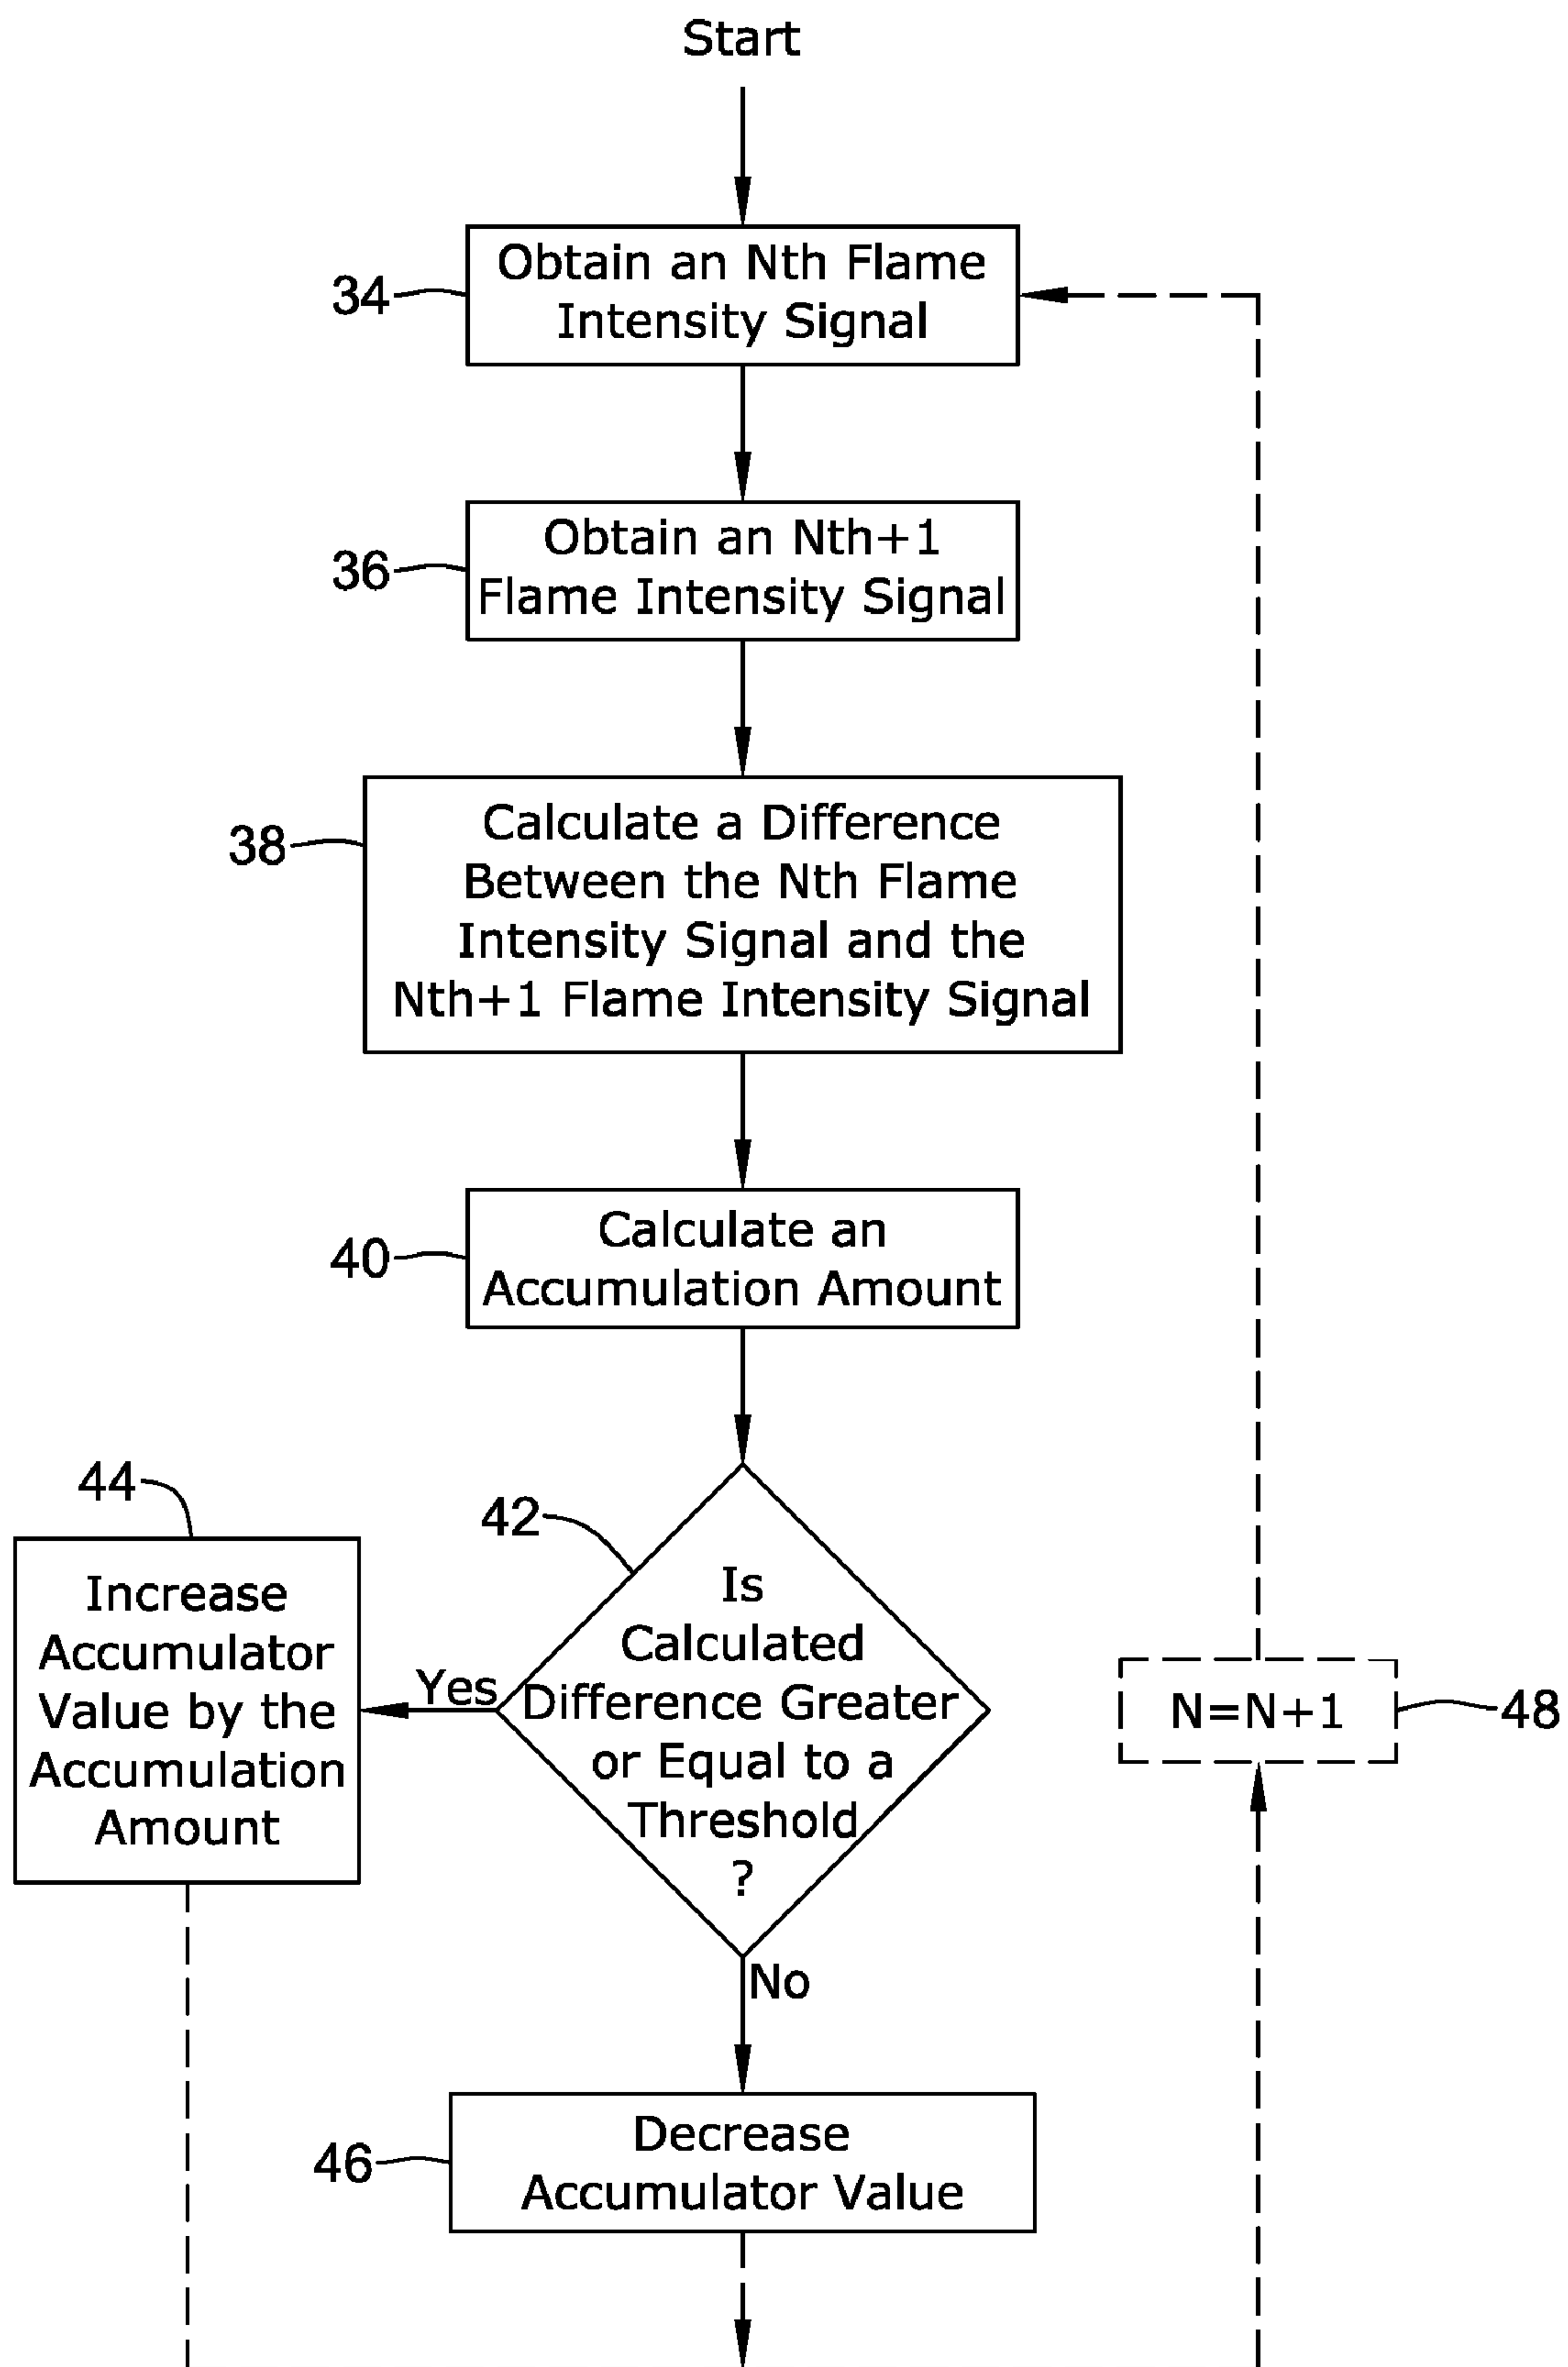 Start
34
Obtain an Nth Flame
Intensity Signal
36
Obtain an Nth+1
Flame Intensity Signal
38
Calculate a Difference
Between the Nth Flame
Intensity Signal and the
Nth+1 Flame Intensity Signal
40
Calculate an
Accumulation Amount
44
Increase
Accumulator
Value by the
Accumulation
Amount
Yes
42
Is
Calculated
Difference Greater
or Equal to a
Threshold
?
N=N+1
48
No
46
Decrease
Accumulator Value